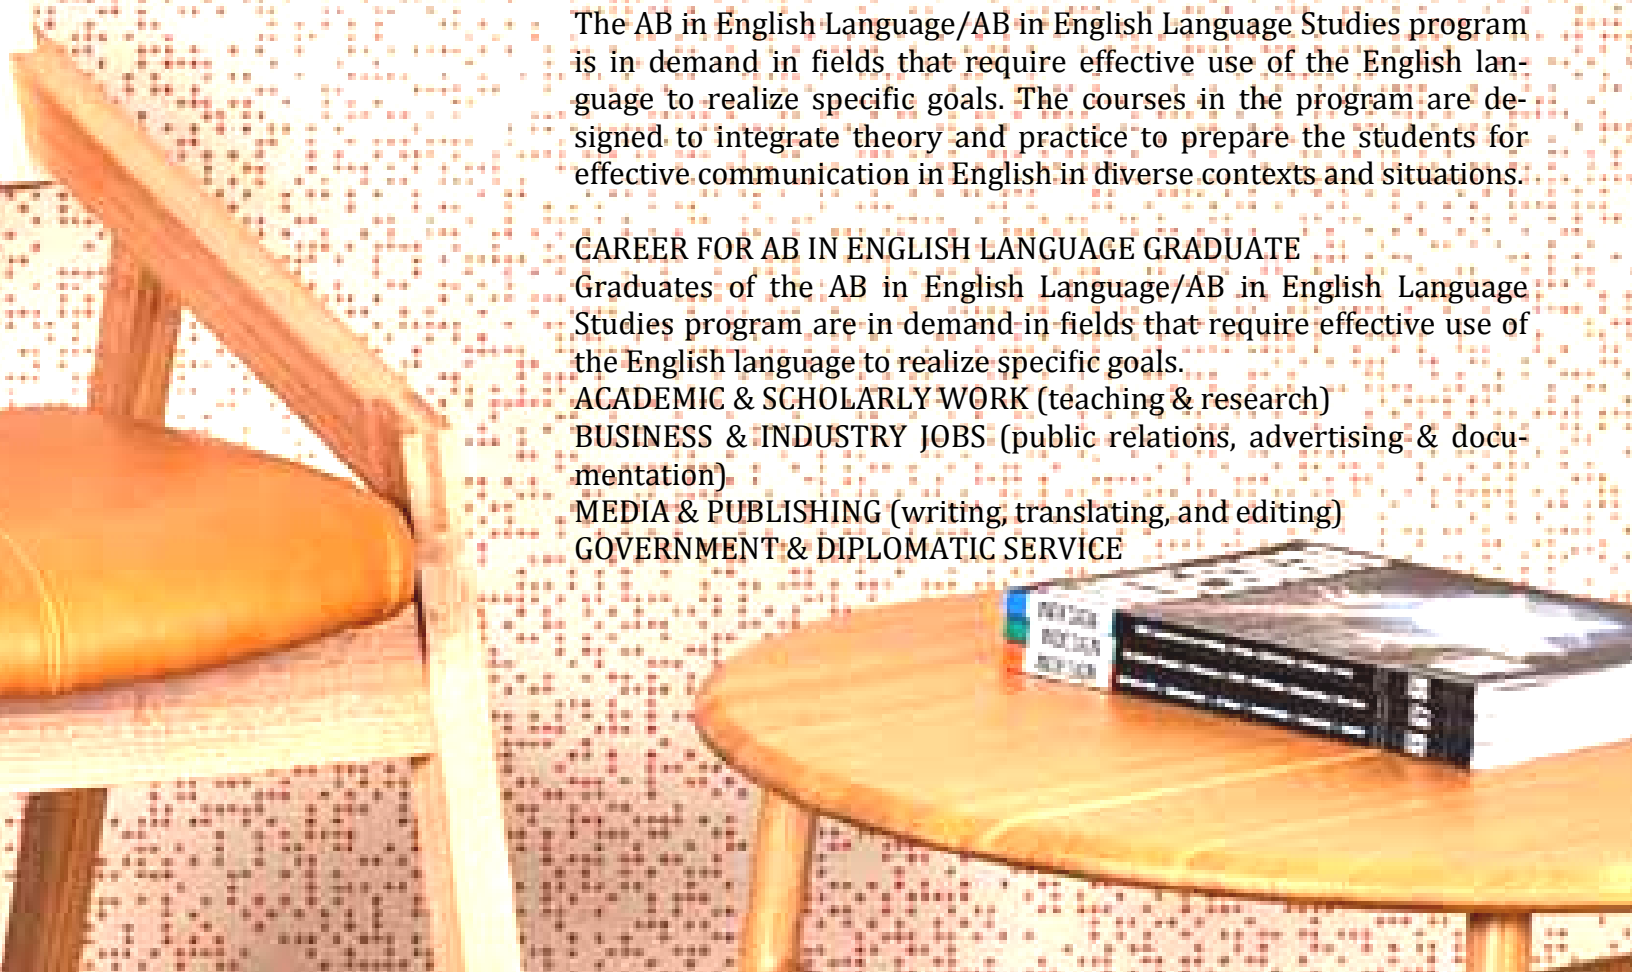 The AB in English Language/AB in English Language Studies program
is in demand in fields that require effective use of the English lan-
guage to realize specific goals. The courses in the program are de-
signed to integrate theory and practice to prepare the students for
effective communication in English in diverse contexts and situations.
CAREER FOR AB IN ENGLISH LANGUAGE GRADUATE
Graduates of the AB in English Language/AB in English Language
Studies program are in demand in fields that require effective use of
the English language to realize specific goals.
ACADEMIC & SCHOLARLY WORK (teaching & research)
BUSINESS & INDUSTRY JOBS (public relations, advertising & docu-
mentation)
MEDIA & PUBLISHING (writing, translating, and editing)
GOVERNMENT & DIPLOMATIC SERVICE